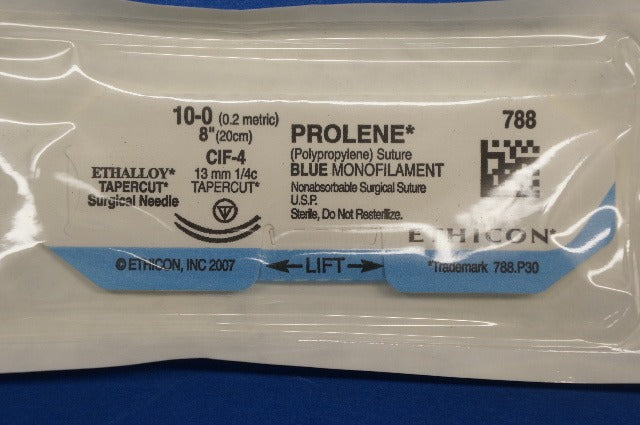 10-0 (0.2 metric)
8"(20cm)
CIF-4
13 mm 1/4c
TAPERCUT*
ETHALLOY*
TAPERCUT*
Surgical Needle
PROLENE*
(Polypropylene) Suture
BLUE MONOFILAMENT
Nonabsorbable Surgical Suture
U.S.P.
Sterile, Do Not Resterilize.
788
ETHICON*
© ETHICON, INC 2007
LIFT
*Trademark 788.P30